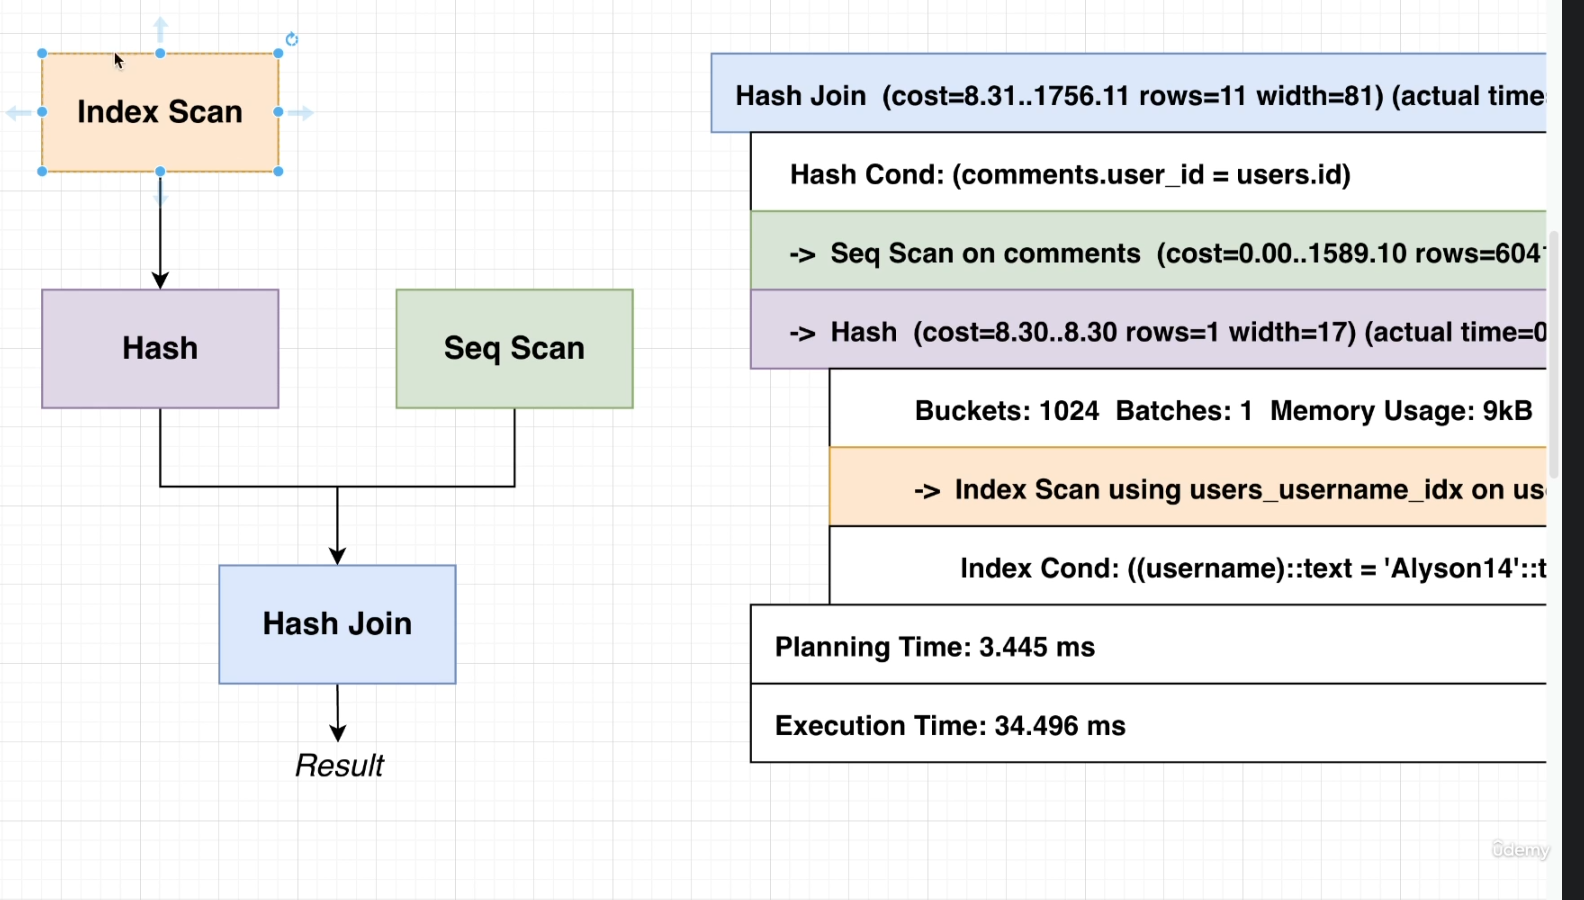 Index Scan
Hash
Seq Scan
Hash Join
Result
Hash Join (cost=8.31..1756.11 rows=11 width=81) (actual time
Hash Cond: (comments.user_id = users.id)
-> Seq Scan on comments (cost=0.00..1589.10 rows=604
-> Hash (cost=8.30..8.30 rows=1 width=17) (actual time=0
Buckets: 1024 Batches: 1 Memory Usage: 9kB
-> Index Scan using users_username_idx on us
Index Cond: ((username)::text = 'Alyson14'::t
Planning Time: 3.445 ms
Execution Time: 34.496 ms
ûdemy